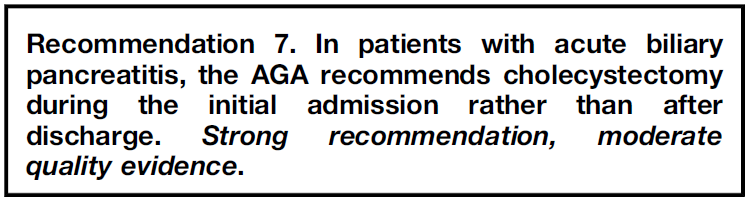 Recommendation 7. In patients with acute biliary
pancreatitis, the AGA recommends cholecystectomy
during the initial admission rather than after
discharge. Strong recommendation, moderate
quality evidence.